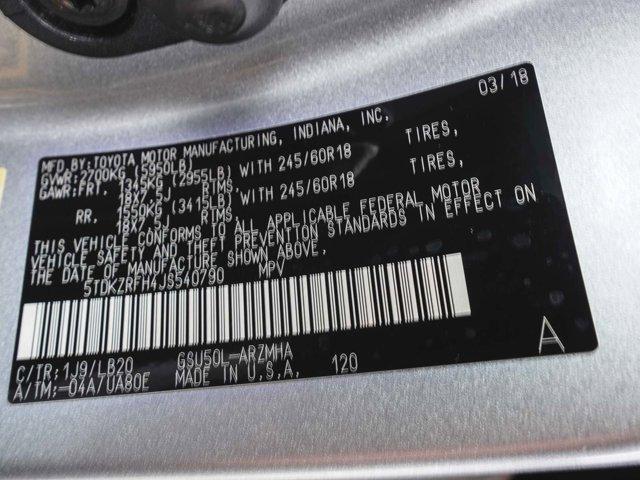 03/18
MFD BY: TOYOTA MOTOR MANUFACTURING, INDIANA, INC.
GVWR: 2700KG (5950LB)
GAWR: FRT. 1345KG (2955LB) WITH 245/60R18 TIRES,
18X7.5J RIMS,
RR. 1550KG (3415LB) WITH 245/60R18 TIRES,
18X7.5J RIMS,
THIS VEHICLE CONFORMS TO ALL APPLICABLE FEDERAL MOTOR
VEHICLE SAFETY AND THEFT PREVENTION STANDARDS IN EFFECT ON
THE DATE OF MANUFACTURE SHOWN ABOVE.
5TDKZRFH4JS540790 MPV
C/TR: 1J9/LB20 GSU50L-ARZMHA
A/TM: -04A/UA80E MADE IN U.S.A. 120
A